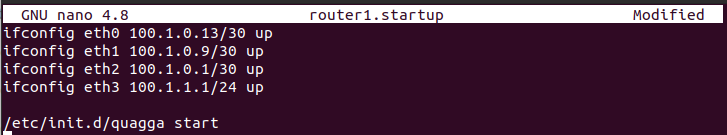 GNU nano 4.8 router1.startup Modified
ifconfig eth0 100.1.0.13/30 up
ifconfig eth1 100.1.0.9/30 up
ifconfig eth2 100.1.0.1/30 up
ifconfig eth3 100.1.1.1/24 up
/etc/init.d/quagga start